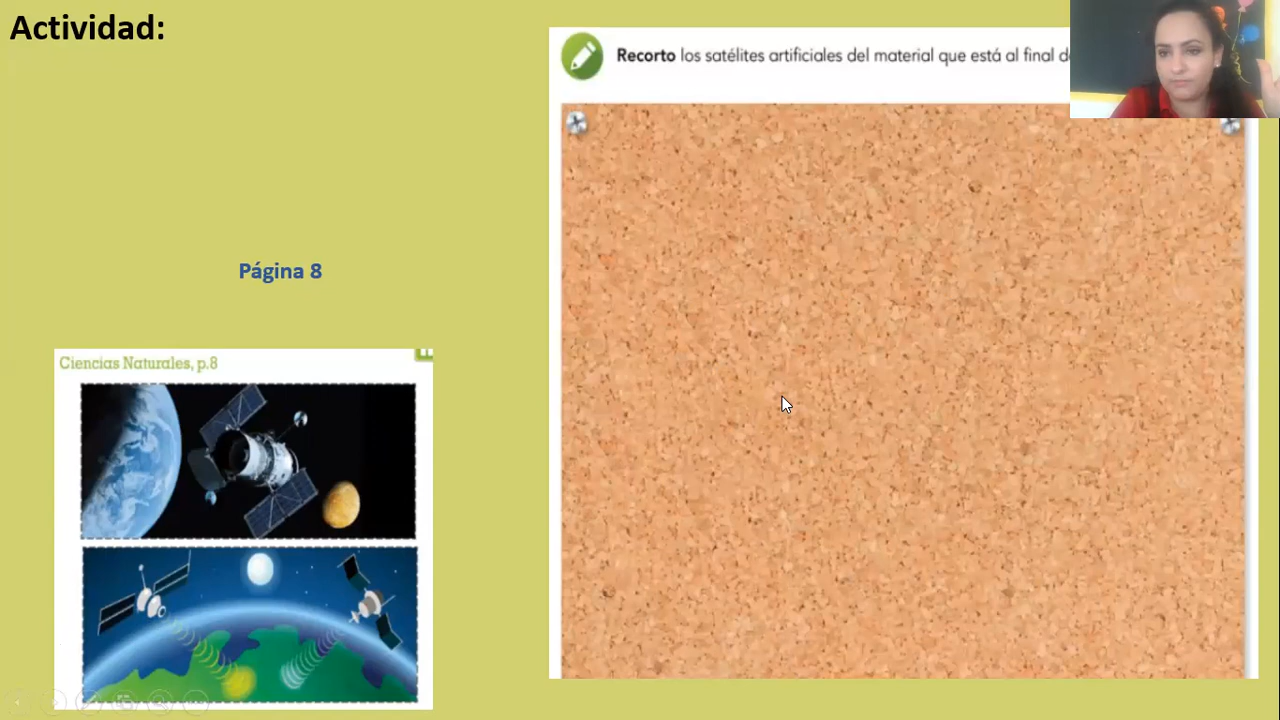 Actividad:
Recorto los satélites artificiales del material que está al final d
Página 8
Ciencias Naturales, p.8